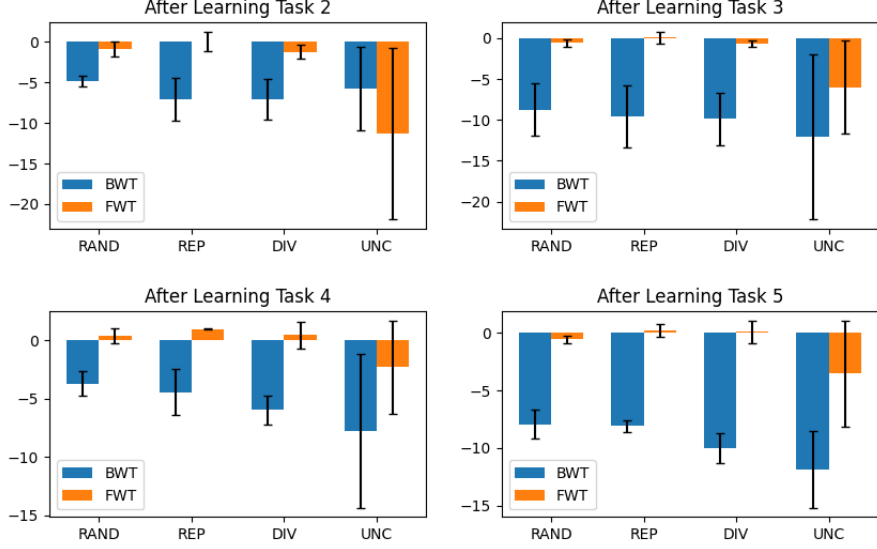 After Learning Task 2
0
−5
−10
−15
−20
BWT
FWT
RAND REP DIV UNC
After Learning Task 3
0
−5
−10
−15
−20
BWT
FWT
RAND REP DIV UNC
After Learning Task 4
0
−5
−10
−15
BWT
FWT
RAND REP DIV UNC
After Learning Task 5
0
−5
−10
−15
BWT
FWT
RAND REP DIV UNC